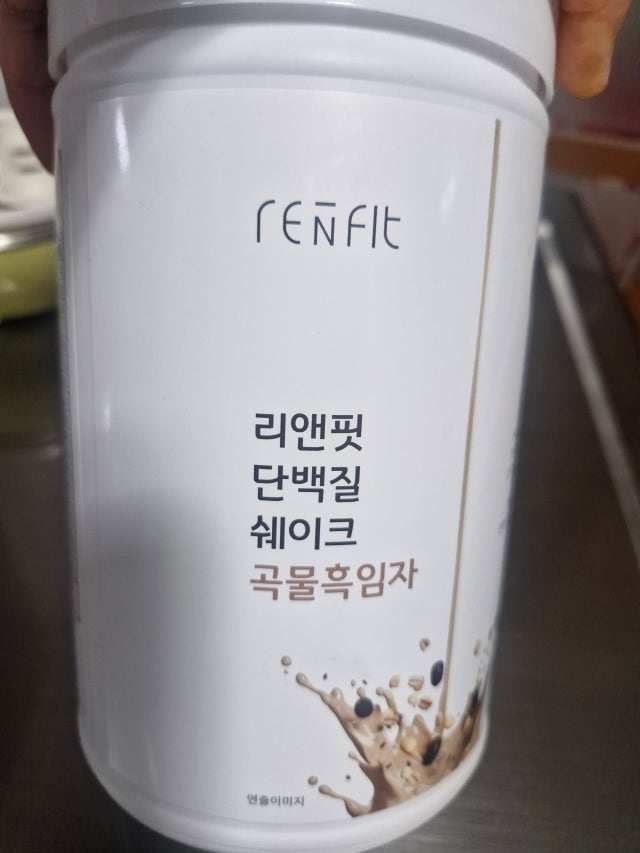 renfit
리앤핏
단백질
쉐이크
곡물흑임자
연출이미지